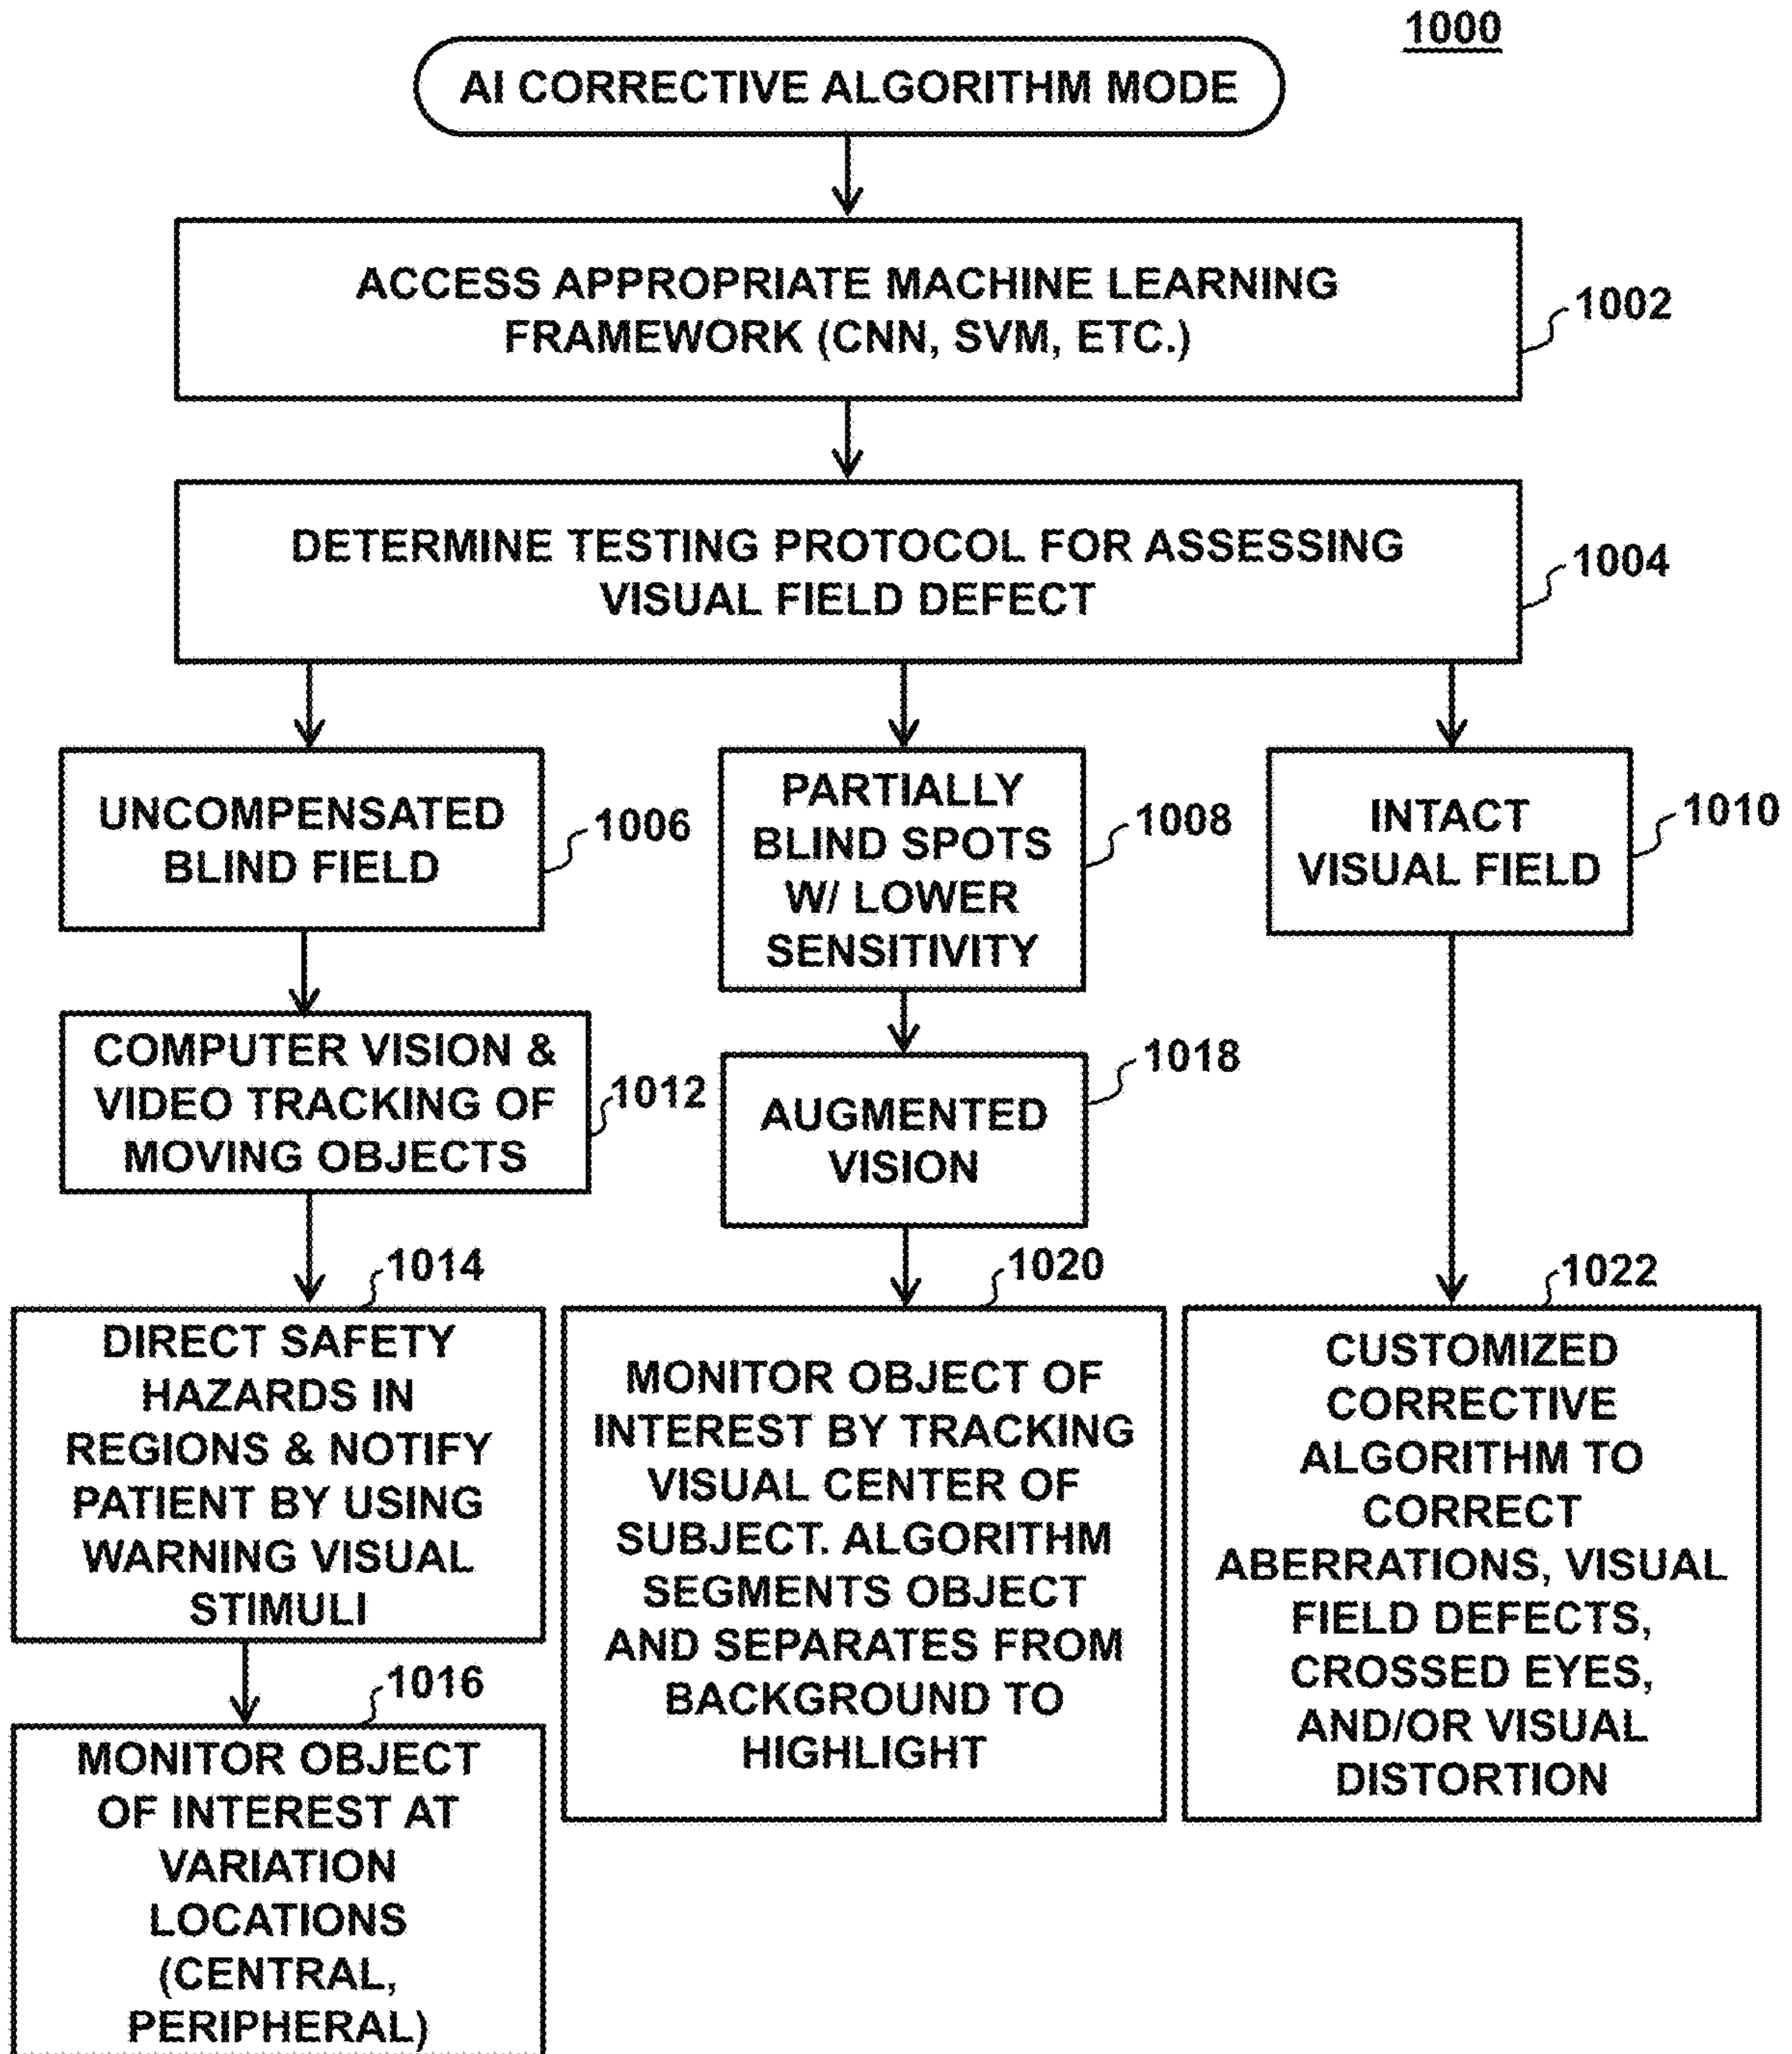 1000
AI CORRECTIVE ALGORITHM MODE
ACCESS APPROPRIATE MACHINE LEARNING
FRAMEWORK (CNN, SVM, ETC.)
1002
DETERMINE TESTING PROTOCOL FOR ASSESSING
VISUAL FIELD DEFECT
1004
UNCOMPENSATED
BLIND FIELD
1006
PARTIALLY
BLIND SPOTS
W/ LOWER
SENSITIVITY
1008
INTACT
VISUAL FIELD
1010
COMPUTER VISION &
VIDEO TRACKING OF
MOVING OBJECTS
1012
AUGMENTED
VISION
1018
1014
DIRECT SAFETY
HAZARDS IN
REGIONS & NOTIFY
PATIENT BY USING
WARNING VISUAL
STIMULI
1020
MONITOR OBJECT OF
INTEREST BY TRACKING
VISUAL CENTER OF
SUBJECT. ALGORITHM
SEGMENTS OBJECT
AND SEPARATES FROM
BACKGROUND TO
HIGHLIGHT
1022
CUSTOMIZED
CORRECTIVE
ALGORITHM TO
CORRECT
ABERRATIONS, VISUAL
FIELD DEFECTS,
CROSSED EYES,
AND/OR VISUAL
DISTORTION
1016
MONITOR OBJECT
OF INTEREST AT
VARIATION
LOCATIONS
(CENTRAL,
PERIPHERAL)